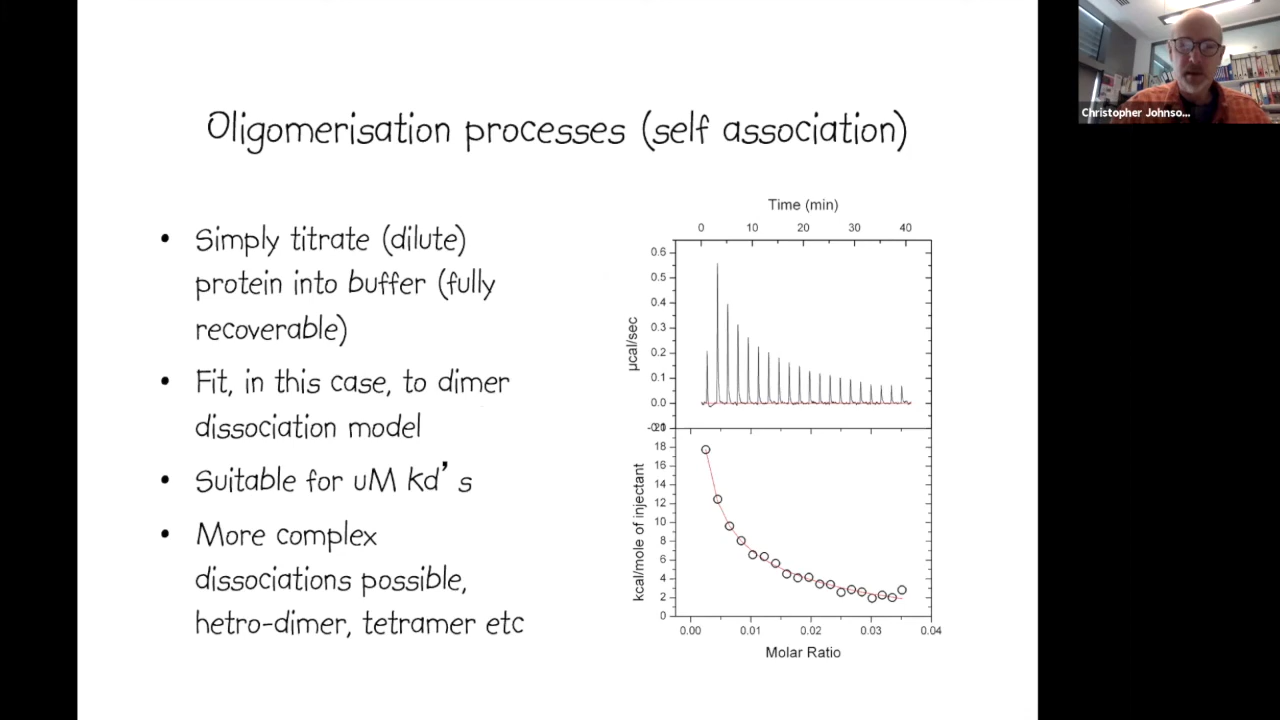 Christopher Johnso...
Oligomerisation processes (self association)
• Simply titrate (dilute)
protein into buffer (fully
recoverable)
• Fit, in this case, to dimer
dissociation model
• Suitable for uM Kd's
• More complex
dissociations possible,
hetro-dimer, tetramer etc
Time (min)
0 10 20 30 40
0.6
0.5
0.4
0.3
0.2
0.1
0.0
µcal/sec
18
16
14
12
10
8
6
4
2
0
kcal/mole of injectant
0.00 0.01 0.02 0.03 0.04
Molar Ratio